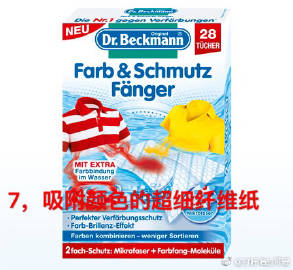 Die Nr.1 gegen Verfärbungen
NEU
Original
Dr. Beckmann
28
TÜCHER
Farb & Schmutz
Fänger
MIT EXTRA
Farbbindung
im Wasser
7，吸附颜色的超细纤维纸
Mikrofaser
• Perfekter Verfärbungsschutz
• Farb-Brillanz-Effekt
Farben kombinieren – weniger Sortieren
2fach-Schutz: Mikrofaser + Farbfang-Moleküle